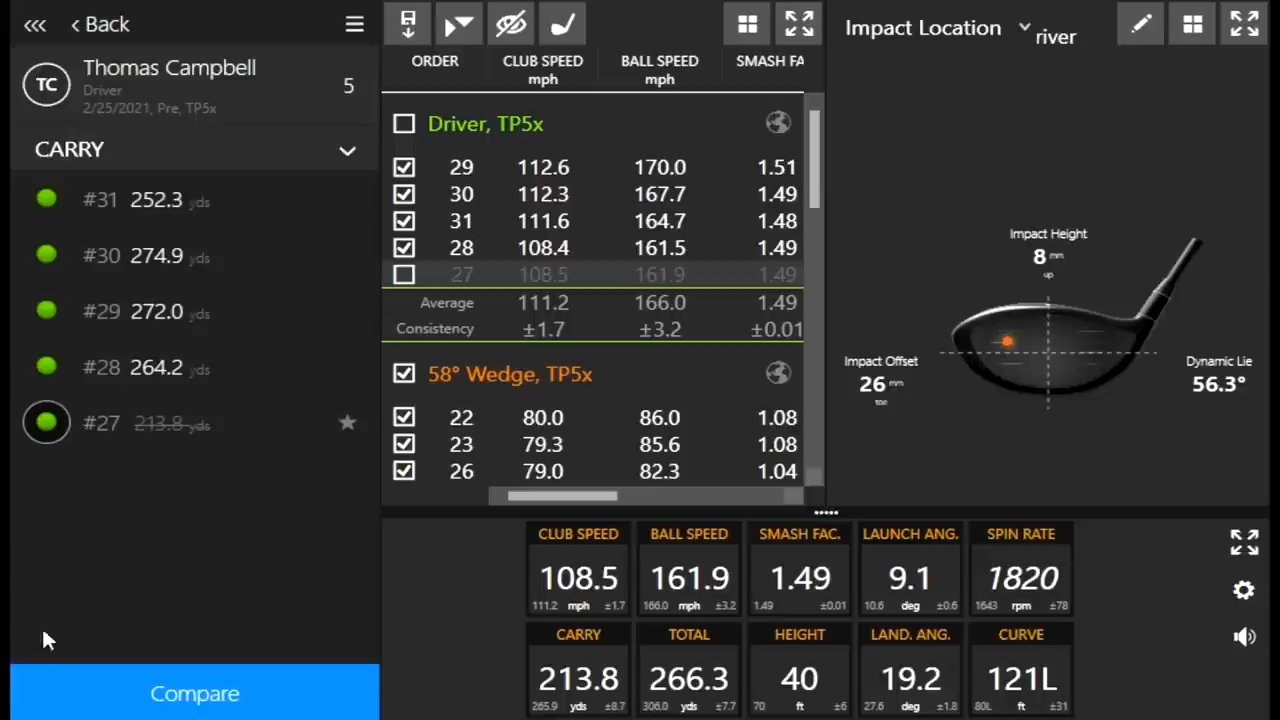 < Back
TC
Thomas Campbell
Driver
2/25/2021, Pre, TP5x
5
CARRY
#31 252.3 yds
#30 274.9 yds
#29 272.0 yds
#28 264.2 yds
#27 213.8 yds
Compare
ORDER CLUB SPEED mph BALL SPEED mph SMASH FA
Driver, TP5x
29 112.6 170.0 1.51
30 112.3 167.7 1.49
31 111.6 164.7 1.48
28 108.4 161.5 1.49
27 108.5 161.9 1.49
Average 111.2 166.0 1.49
Consistency ±1.7 ±3.2 ±0.01
58° Wedge, TP5x
22 80.0 86.0 1.08
23 79.3 85.6 1.08
26 79.0 82.3 1.04
Impact Location river
Impact Height
8 mm
up
Impact Offset
26 mm
toe
Dynamic Lie
56.3°
CLUB SPEED BALL SPEED SMASH FAC. LAUNCH ANG. SPIN RATE
108.5 161.9 1.49 9.1 1820
111.2 mph ±1.7 166.0 mph ±3.2 1.49 ±0.01 10.6 deg ±0.6 1643 rpm ±78
CARRY TOTAL HEIGHT LAND. ANG. CURVE
213.8 266.3 40 19.2 121L
265.9 yds ±8.7 306.0 yds ±7.7 70 ft ±6 27.6 deg ±1.8 80L ft ±31